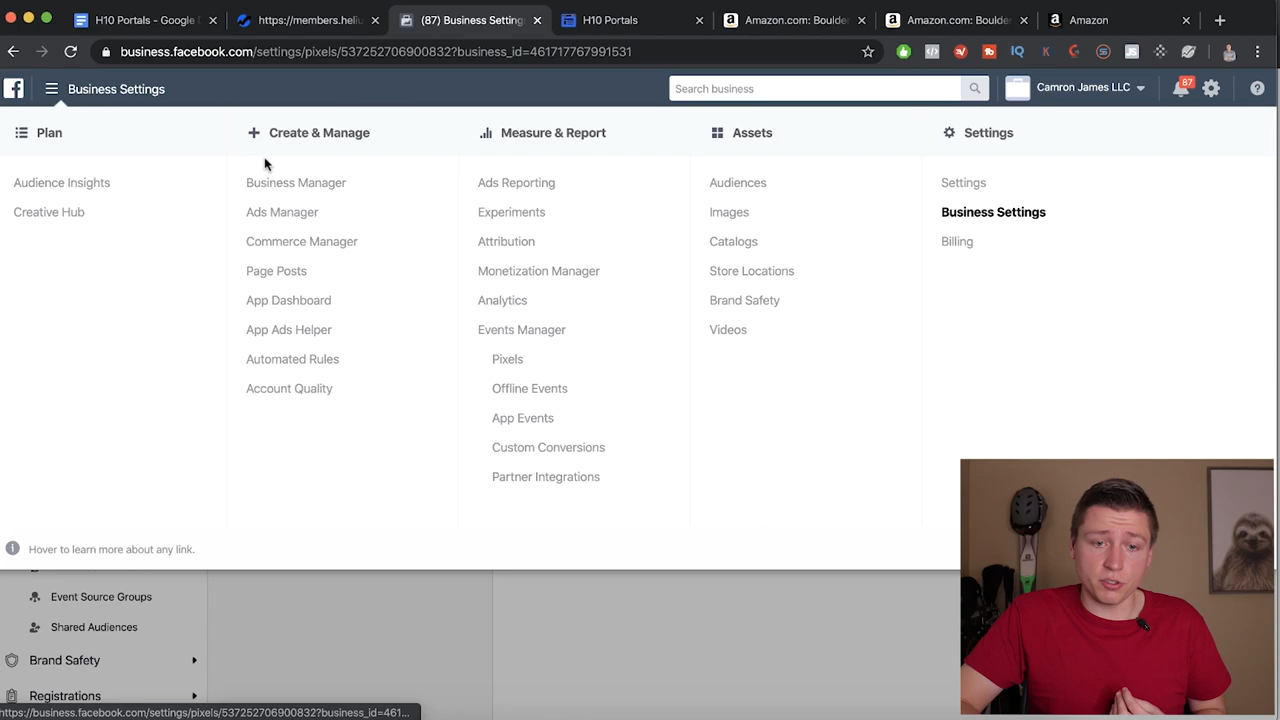 H10 Portals - Google D
https://members.heliu
(87) Business Settings
H10 Portals
Amazon.com: Boulder
Amazon.com: Boulder
Amazon
business.facebook.com/settings/pixels/537252706900832?business_id=461717767991531
Business Settings
Search business
Camron James LLC
87
Plan
Create & Manage
Measure & Report
Assets
Settings
Audience Insights
Business Manager
Ads Reporting
Audiences
Settings
Creative Hub
Ads Manager
Experiments
Images
Business Settings
Commerce Manager
Attribution
Catalogs
Billing
Page Posts
Monetization Manager
Store Locations
App Dashboard
Analytics
Brand Safety
App Ads Helper
Events Manager
Videos
Automated Rules
Pixels
Account Quality
Offline Events
App Events
Custom Conversions
Partner Integrations
Hover to learn more about any link.
Event Source Groups
Shared Audiences
Brand Safety
Registrations
https://business.facebook.com/settings/pixels/537252706900832?business_id=461...